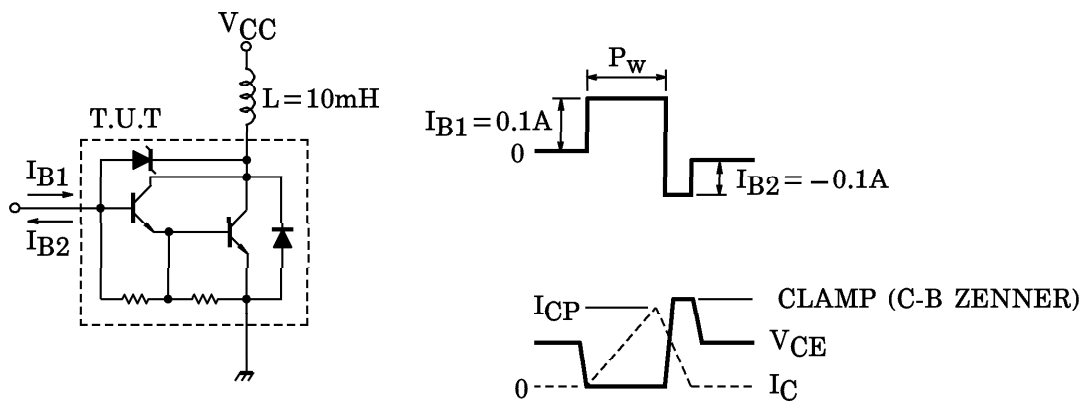 VCC
L=10mH
T.U.T
IB1
IB2
PW
IB1=0.1A
0
IB2=−0.1A
ICP
CLAMP (C-B ZENNER)
VCE
0
IC